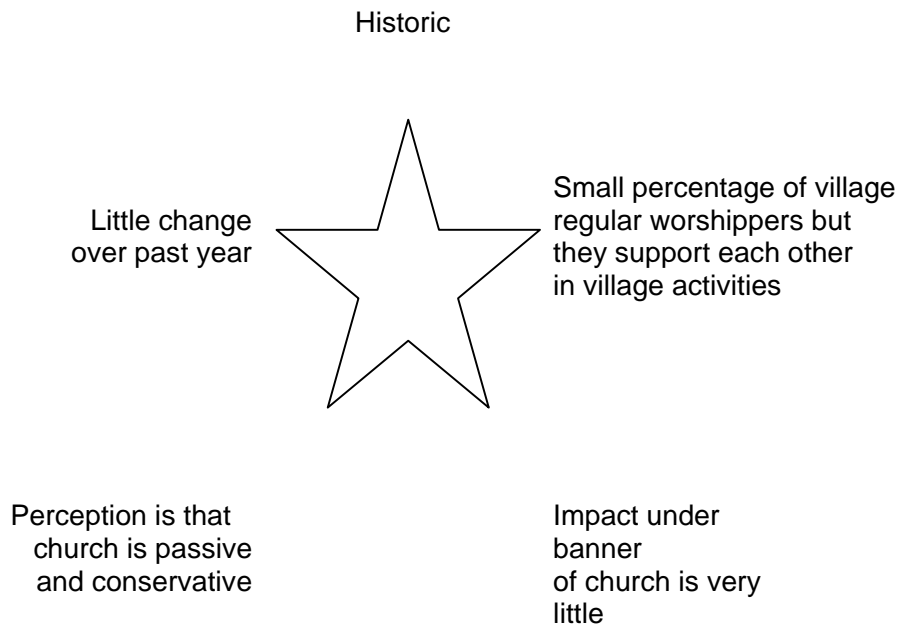 Historic
Little change
over past year
Small percentage of village
regular worshippers but
they support each other
in village activities
Perception is that
church is passive
and conservative
Impact under
banner
of church is very
little